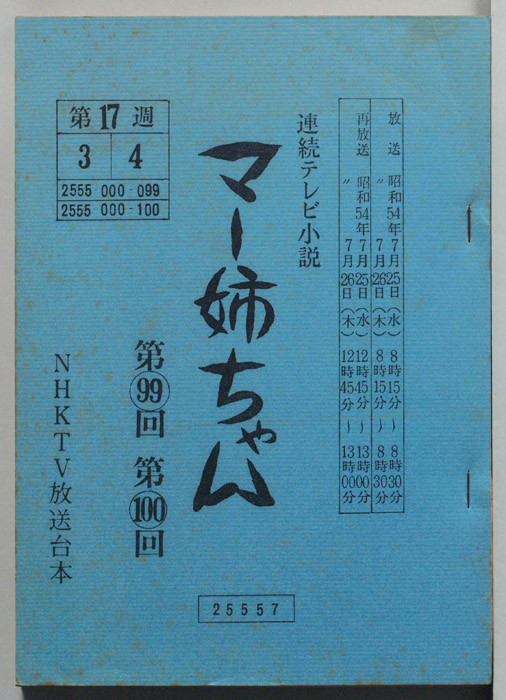 放送 昭和54年7月25日(水) 8時15分〜8時30分
〃 7月26日(木) 8時15分〜8時30分
再放送 昭和54年7月25日(水) 12時45分〜13時00分
〃 7月26日(木) 12時45分〜13時00分
連続テレビ小説
マー姉ちゃん
第99回 第100回
第17週
3 4
2555 000-099
2555 000-100
NHKTV放送台本
25557